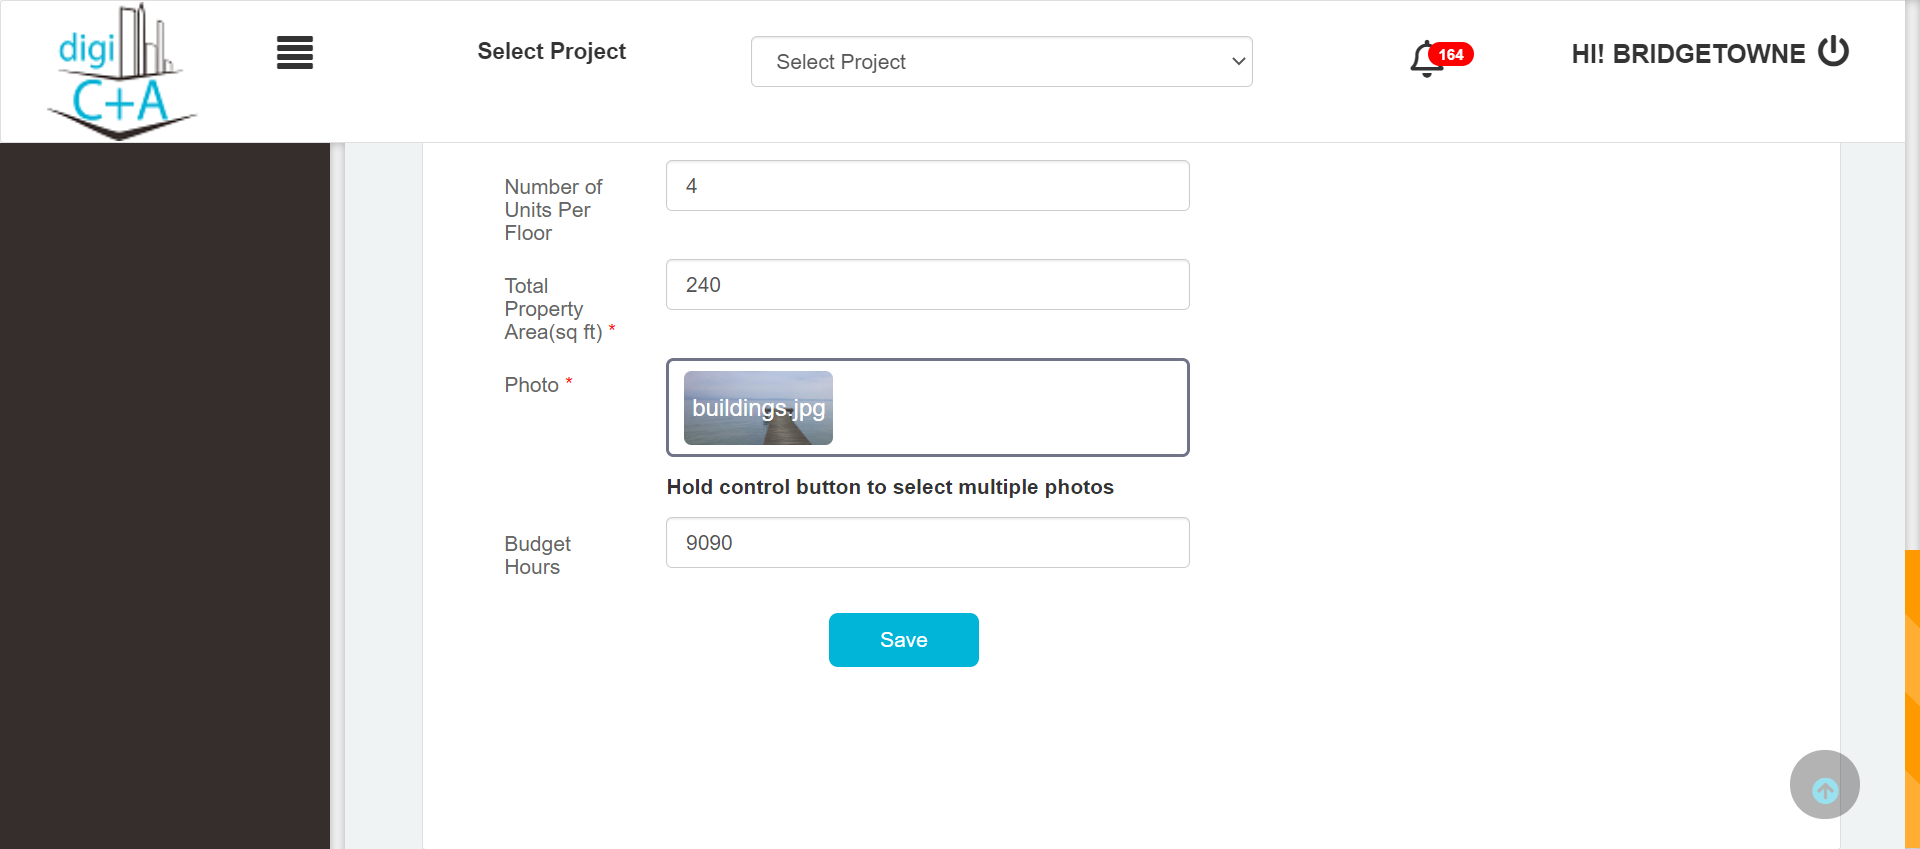 digi
C+A
Select Project
Select Project
164
HI! BRIDGETOWNE
Number of
Units Per
Floor
4
Total
Property
Area(sq ft) *
240
Photo *
buildings.jpg
Hold control button to select multiple photos
Budget
Hours
9090
Save